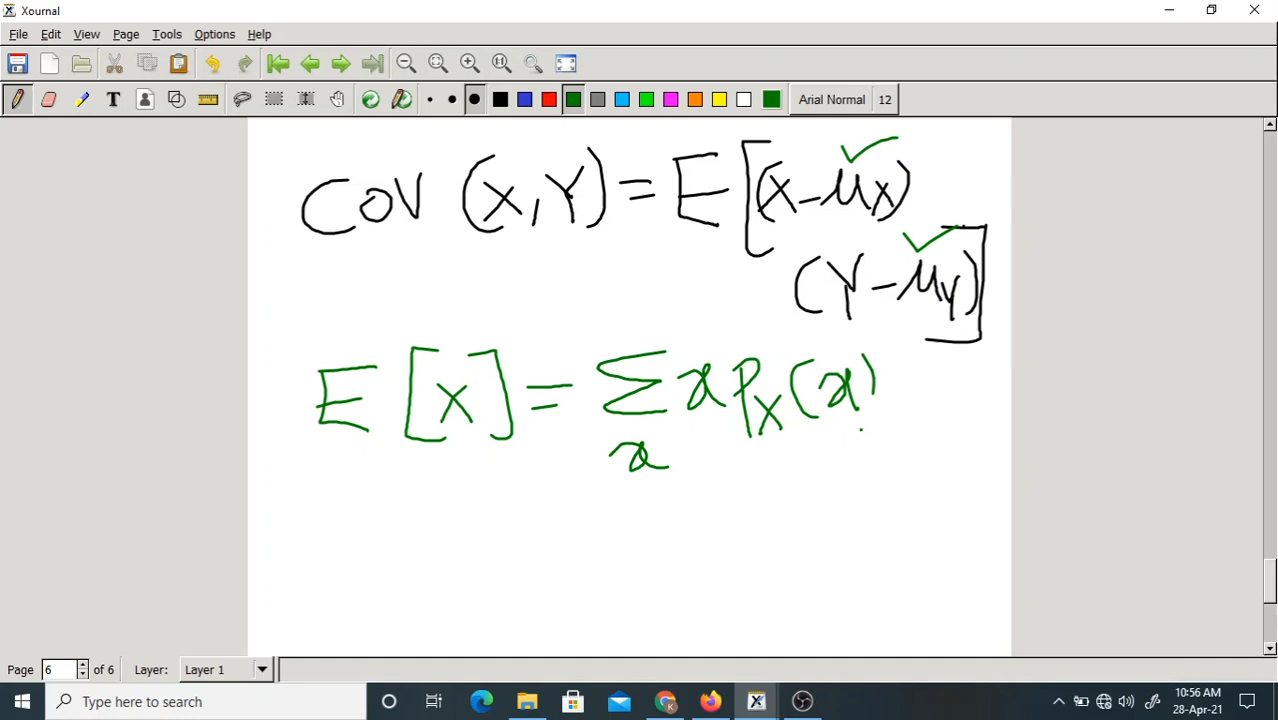 Xournal
File Edit View Page Tools Options Help
Arial Normal 12
COV (X,Y) = E[(X-μX)
(Y-μY)]
E[X] = ∑ x pX(x)
x
Page 6 of 6 Layer: Layer 1
Type here to search
10:56 AM
28-Apr-21